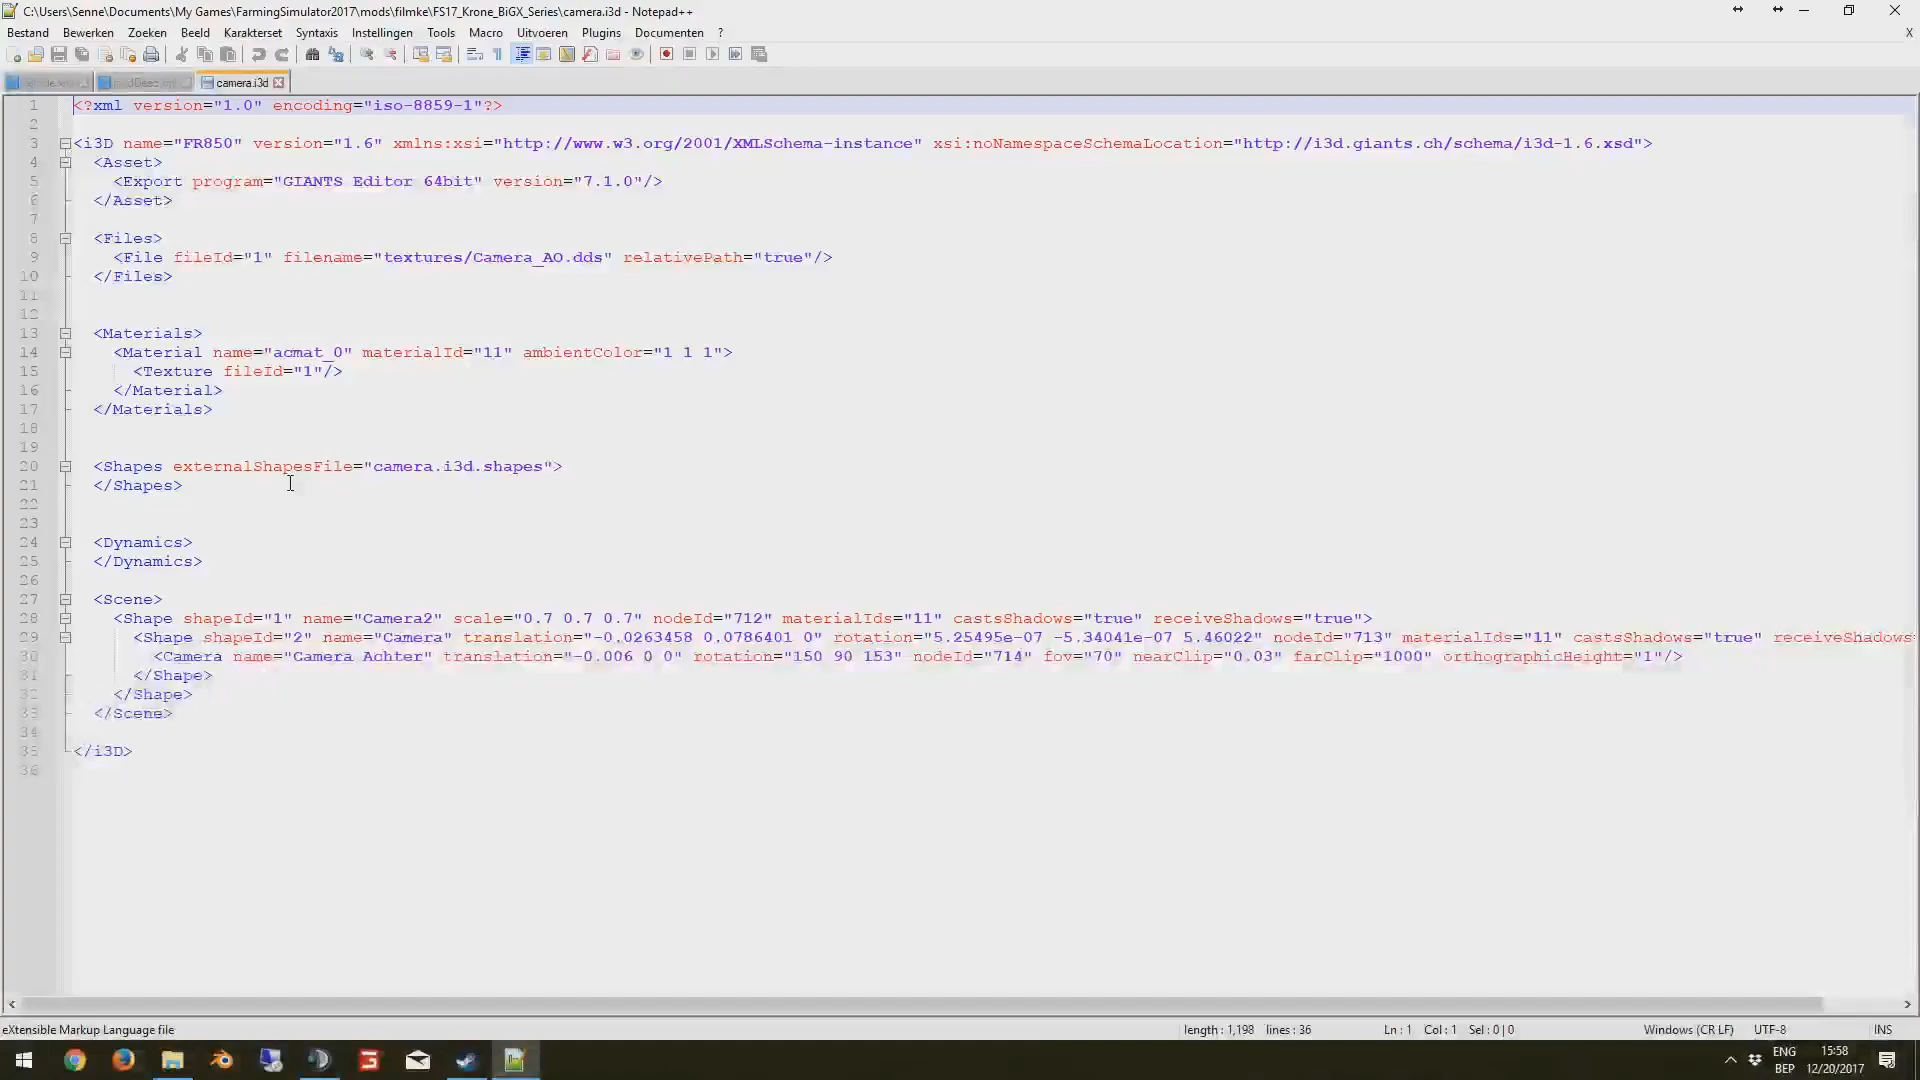 C:\Users\Senne\Documents\My Games\FarmingSimulator2017\mods\filmke\FS17_Krone_BiGX_Series\camera.i3d - Notepad++
Bestand Bewerken Zoeken Beeld Karakterset Syntaxis Instellingen Tools Macro Uitvoeren Plugins Documenten ? X
modDesc.xml camera.i3d
1 <?xml version="1.0" encoding="iso-8859-1"?>
2
3 <i3D name="FR850" version="1.6" xmlns:xsi="http://www.w3.org/2001/XMLSchema-instance" xsi:noNamespaceSchemaLocation="http://i3d.giants.ch/schema/i3d-1.6.xsd">
4 <Asset>
5 <Export program="GIANTS Editor 64bit" version="7.1.0"/>
6 </Asset>
7
8 <Files>
9 <File fileId="1" filename="textures/Camera_AO.dds" relativePath="true"/>
10 </Files>
11
12
13 <Materials>
14 <Material name="acmat_0" materialId="11" ambientColor="1 1 1">
15 <Texture fileId="1"/>
16 </Material>
17 </Materials>
18
19
20 <Shapes externalShapesFile="camera.i3d.shapes">
21 </Shapes>
22
23
24 <Dynamics>
25 </Dynamics>
26
27 <Scene>
28 <Shape shapeId="1" name="Camera2" scale="0.7 0.7 0.7" nodeId="712" materialIds="11" castsShadows="true" receiveShadows="true">
29 <Shape shapeId="2" name="Camera" translation="-0.0263458 0.0786401 0" rotation="5.25495e-07 -5.34041e-07 5.46022" nodeId="713" materialIds="11" castsShadows="true" receiveShadows
30 <Camera name="Camera Achter" translation="-0.006 0 0" rotation="150 90 153" nodeId="714" fov="70" nearClip="0.03" farClip="1000" orthographicHeight="1"/>
31 </Shape>
32 </Shape>
33 </Scene>
34
35 </i3D>
36
eXtensible Markup Language file length : 1,198 lines : 36 Ln : 1 Col : 1 Sel : 0 | 0 Windows (CR LF) UTF-8 INS
ENG 15:58
BEP 12/20/2017